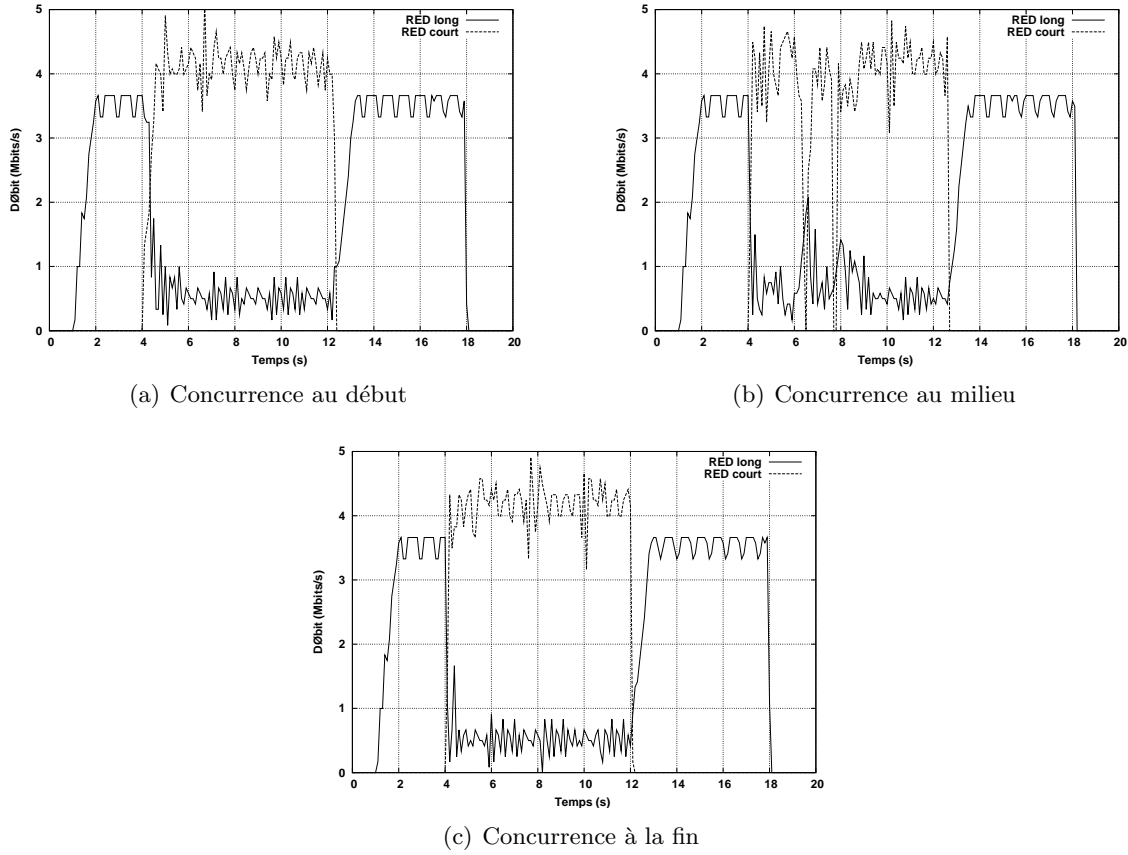 5
4
3
2
1
0
DØbit (Mbits/s)
RED long
RED court
0 2 4 6 8 10 12 14 16 18 20
Temps (s)
(a) Concurrence au début
5
4
3
2
1
0
DØbit (Mbits/s)
RED long
RED court
0 2 4 6 8 10 12 14 16 18 20
Temps (s)
(b) Concurrence au milieu
5
4
3
2
1
0
DØbit (Mbits/s)
RED long
RED court
0 2 4 6 8 10 12 14 16 18 20
Temps (s)
(c) Concurrence à la fin